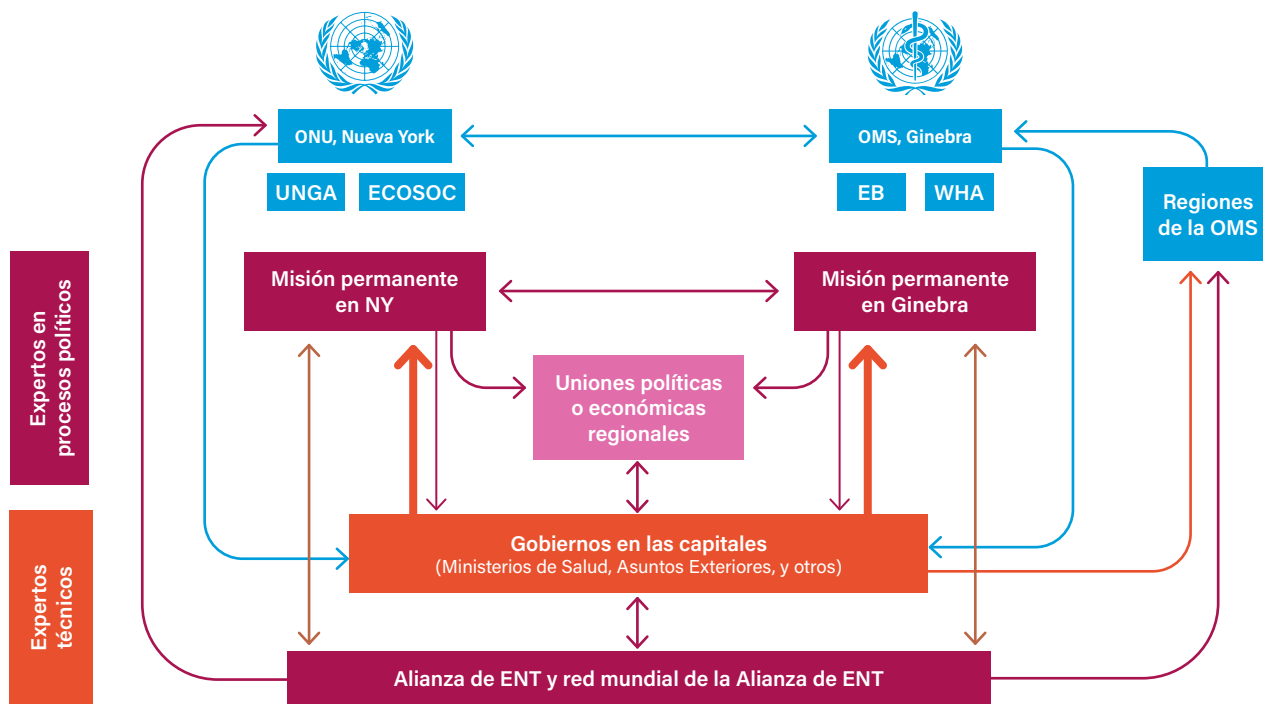 ONU, Nueva York
OMS, Ginebra
UNGA
ECOSOC
EB
WHA
Regiones
de la OMS
Expertos en
procesos políticos
Misión permanente
en NY
Misión permanente
en Ginebra
Uniones políticas
o económicas
regionales
Expertos
técnicos
Gobiernos en las capitales
(Ministerios de Salud, Asuntos Exteriores, y otros)
Alianza de ENT y red mundial de la Alianza de ENT